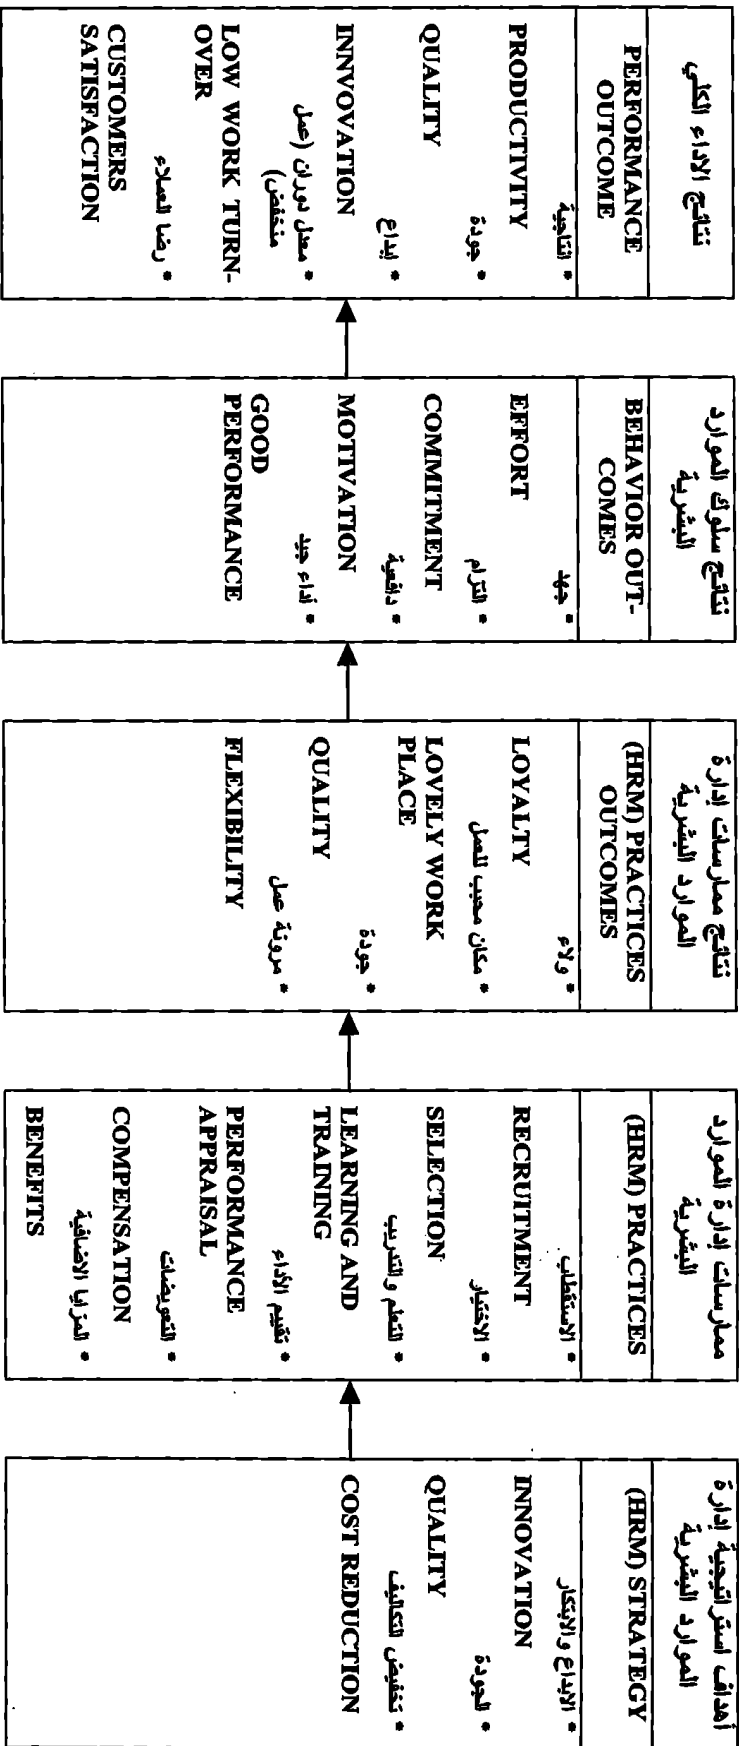 أهداف استراتيجية إدارة
الموارد البشرية
(HRM) STRATEGY
* الابداع والابتكار
INNOVATION
* الجودة
QUALITY
* تخفيض التكاليف
COST REDUCTION
ممارسات إدارة الموارد
البشرية
(HRM) PRACTICES
* الاستقطاب
RECRUITMENT
* الاختيار
SELECTION
* التعلم والتدريب
LEARNING AND
TRAINING
* تقييم الأداء
PERFORMANCE
APPRAISAL
* التعويضات
COMPENSATION
* المزايا الاضافية
BENEFITS
نتائج ممارسات إدارة
الموارد البشرية
(HRM) PRACTICES
OUTCOMES
* ولاء
LOYALTY
* مكان محبب للعمل
LOVELY WORK
PLACE
* جودة
QUALITY
* مرونة عمل
FLEXIBILITY
نتائج سلوك الموارد
البشرية
BEHAVIOR OUT-
COMES
* جهد
EFFORT
* التزام
COMMITMENT
* دافعية
MOTIVATION
* أداء جيد
GOOD
PERFORMANCE
نتائج الاداء الكلي
PERFORMANCE
OUTCOME
* انتاجية
PRODUCTIVITY
* جودة
QUALITY
* إبداع
INNVOVATION
* معدل دوران (عمل
منخفض)
LOW WORK TURN-
OVER
* رضا العملاء
CUSTOMERS
SATISFACTION